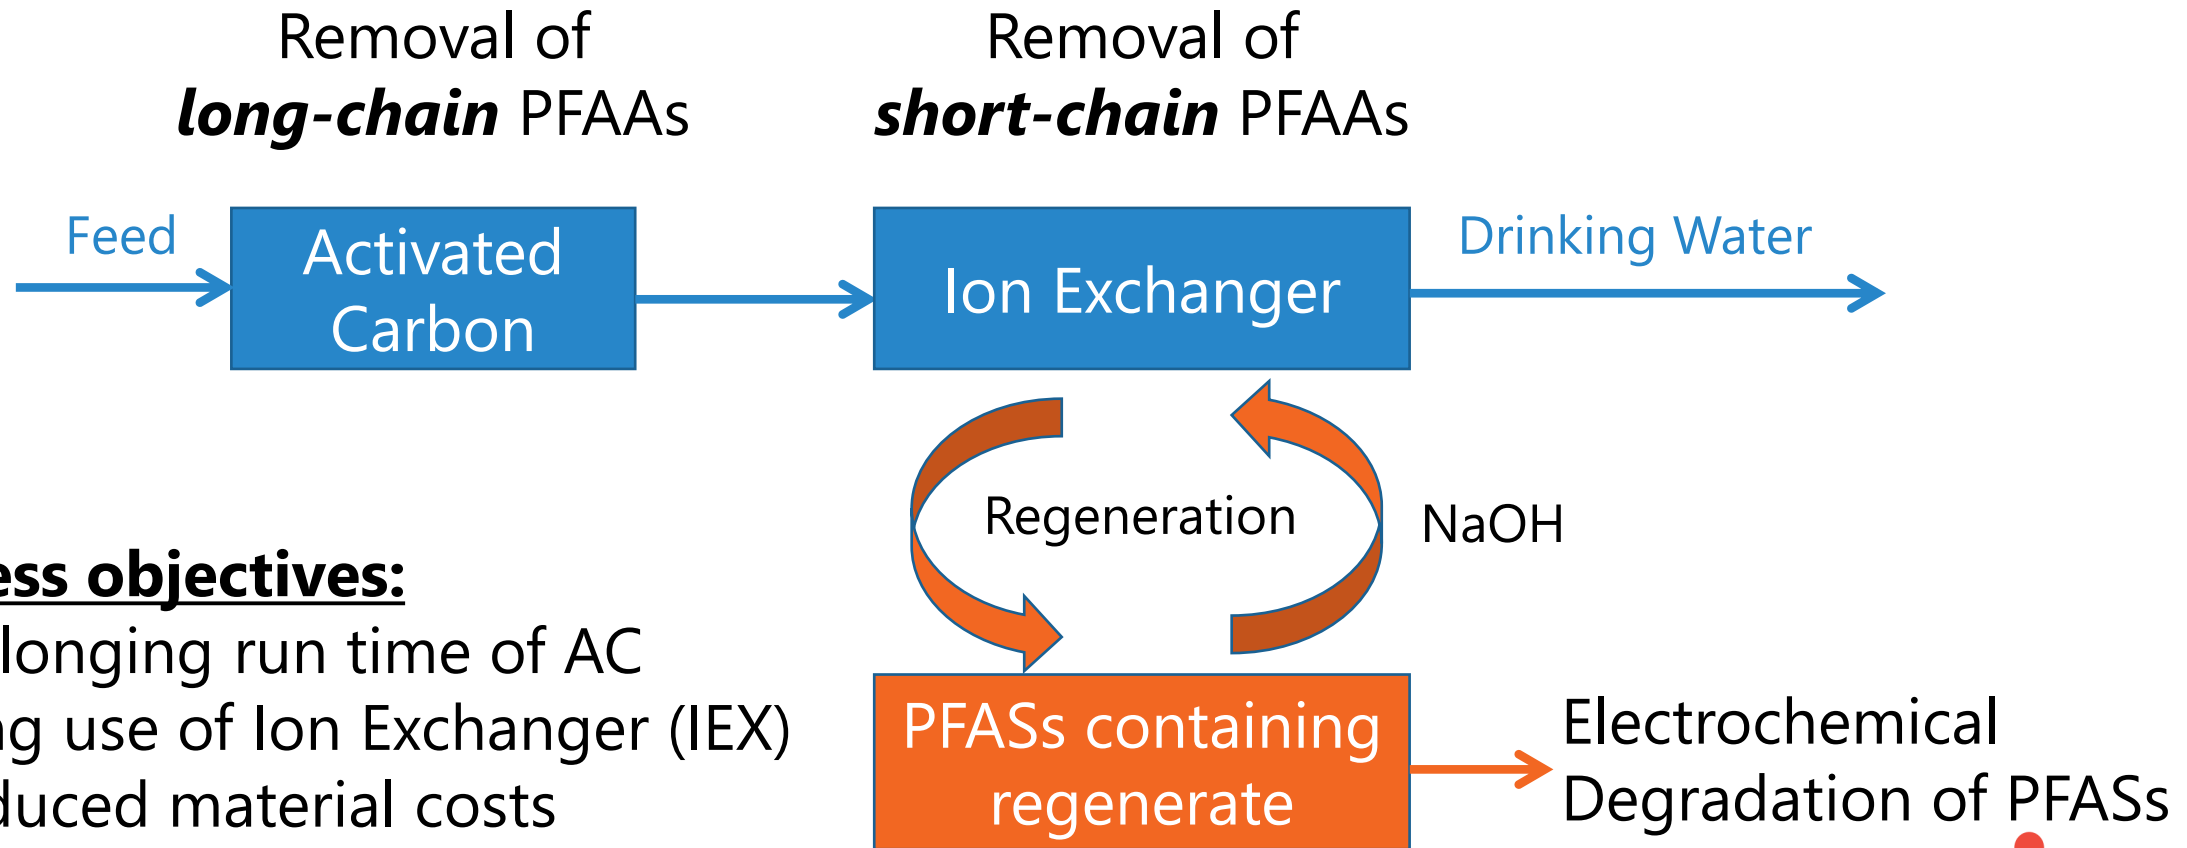 Removal of
long-chain PFAAs
Removal of
short-chain PFAAs
Feed
Activated
Carbon
Ion Exchanger
Drinking Water
Regeneration
NaOH
objectives:
run time of AC
use of Ion Exchanger (IEX)
material costs
PFASs containing
regenerate
Electrochemical
Degradation of PFASs